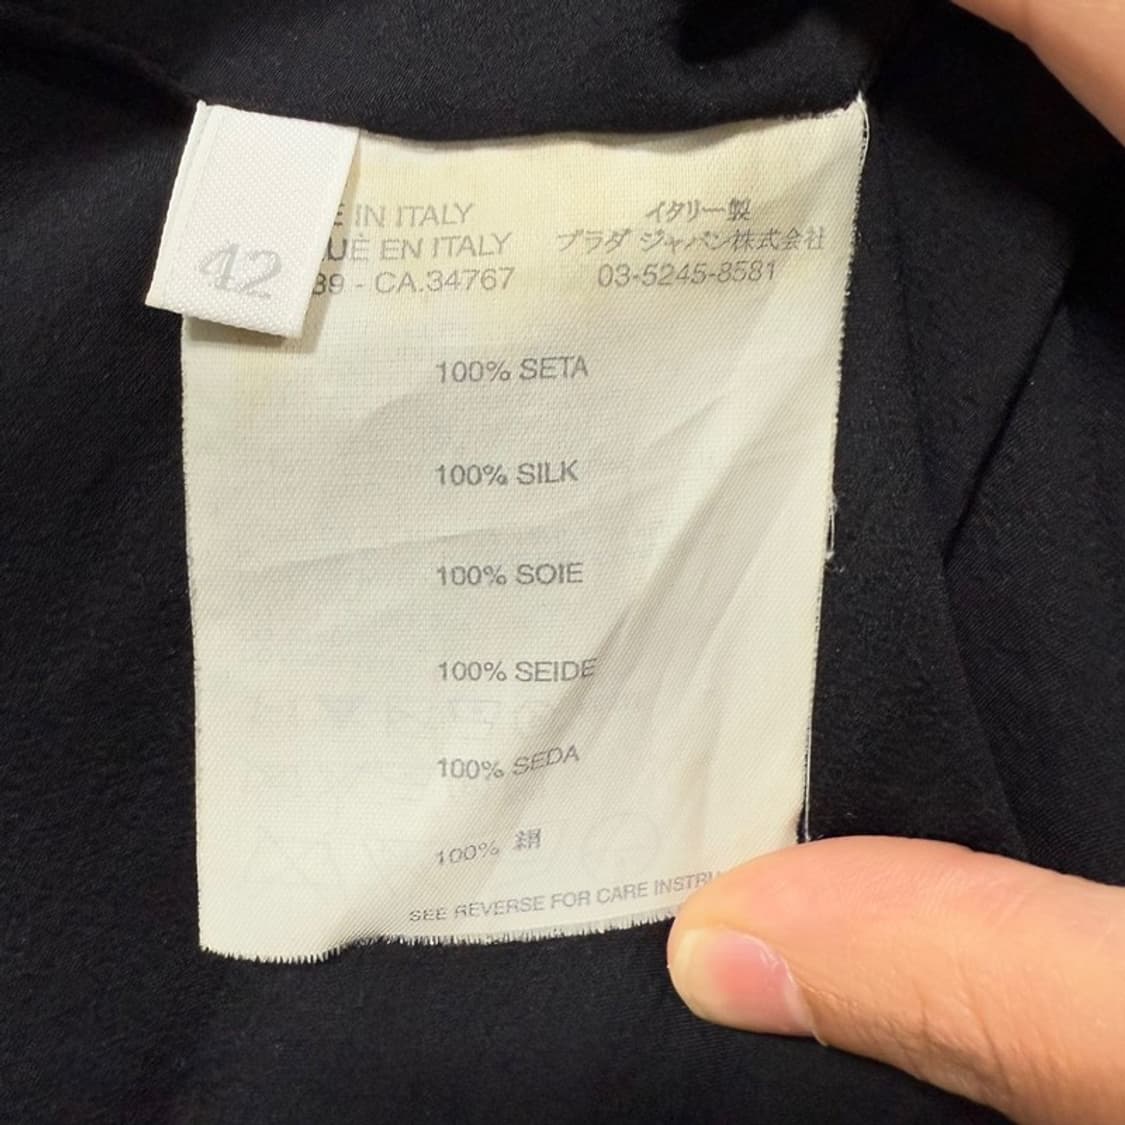 42
E IN ITALY
UÉ EN ITALY
39 - CA.34767
イタリー製
プラダ ジャパン株式会社
03-5245-8581
100% SETA
100% SILK
100% SOIE
100% SEIDE
100% SEDA
100% 絹
SEE REVERSE FOR CARE INSTRU